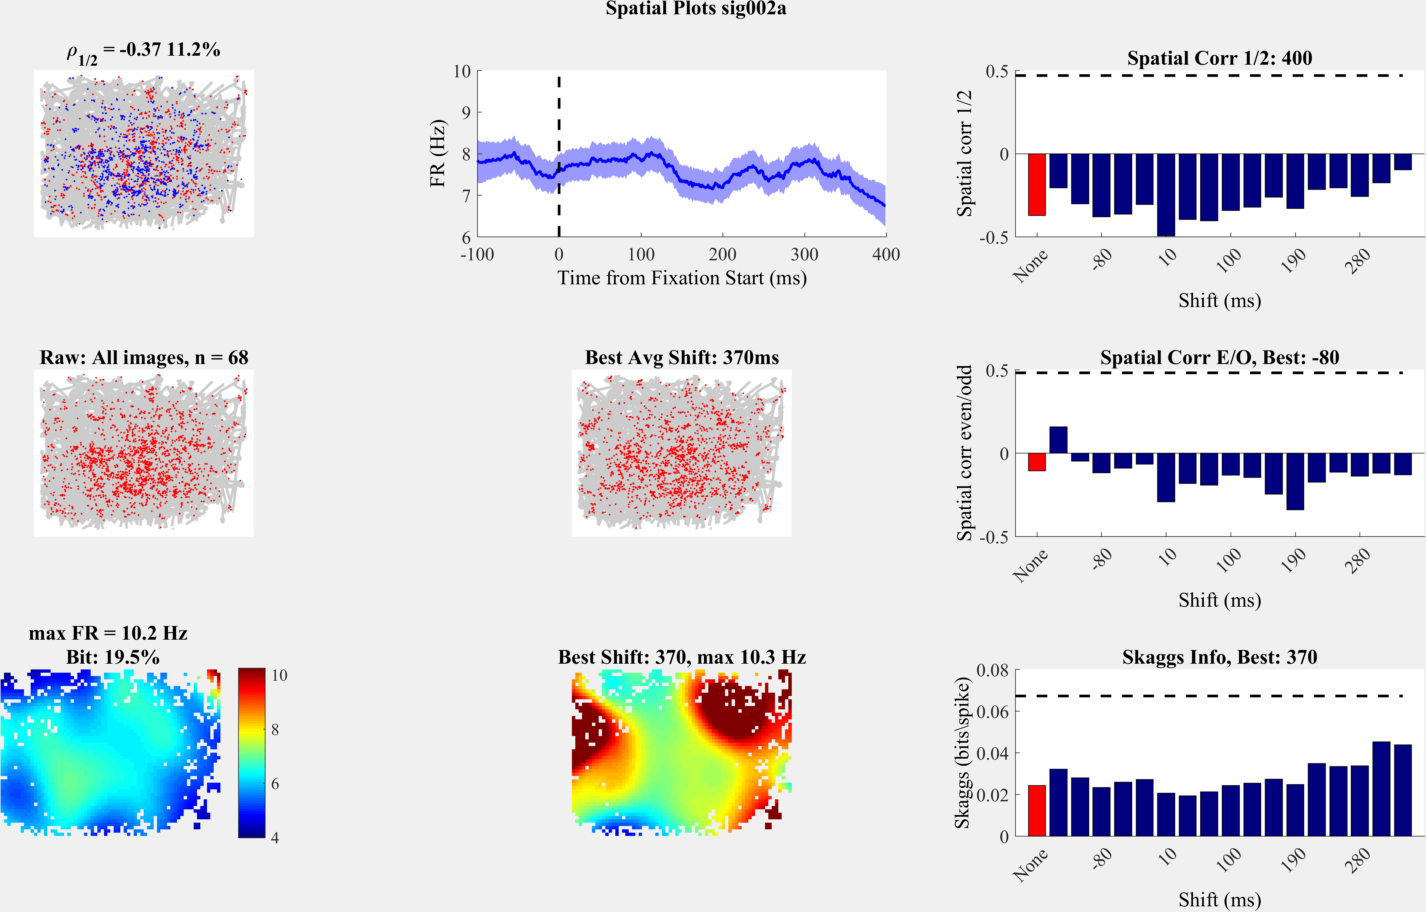 Spatial Plots sig002a
ρ1/2 = -0.37 11.2%
10
9
8
7
6
FR (Hz)
-100 0 100 200 300 400
Time from Fixation Start (ms)
Spatial Corr 1/2: 400
0.5
0
-0.5
Spatial corr 1/2
None -80 10 100 190 280
Shift (ms)
Raw: All images, n = 68
Best Avg Shift: 370ms
Spatial Corr E/O, Best: -80
0.5
0
-0.5
Spatial corr even/odd
None -80 10 100 190 280
Shift (ms)
max FR = 10.2 Hz
Bit: 19.5%
10
8
6
4
Best Shift: 370, max 10.3 Hz
Skaggs Info, Best: 370
0.08
0.06
0.04
0.02
0
Skaggs (bits\spike)
None -80 10 100 190 280
Shift (ms)